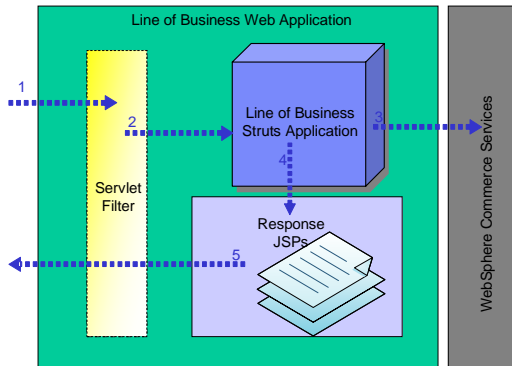 Line of Business Web Application
1
2
Line of Business
Struts Application
3
4
Servlet
Filter
Response
JSPs
5
WebSphere Commerce Services